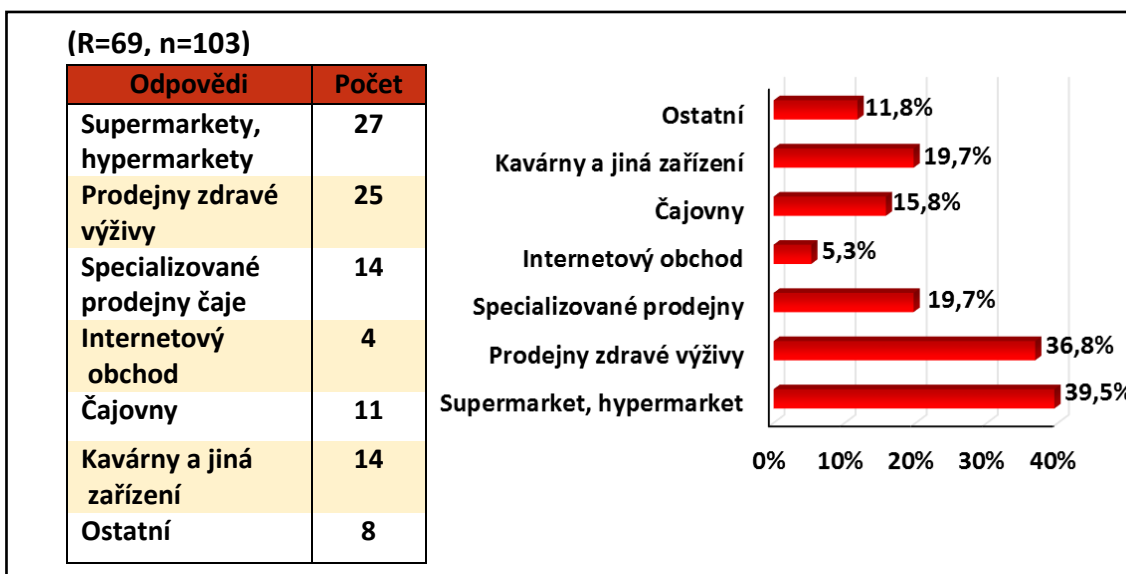 (R=69, n=103)
Odpovědi Počet
Supermarkety, 27
hypermarkety
Prodejny zdravé 25
výživy
Specializované 14
prodejny čaje
Internetový 4
obchod
Čajovny 11
Kavárny a jiná 14
zařízení
Ostatní 8
Ostatní 11,8%
Kavárny a jiná zařízení 19,7%
Čajovny 15,8%
Internetový obchod 5,3%
Specializované prodejny 19,7%
Prodejny zdravé výživy 36,8%
Supermarket, hypermarket 39,5%
0% 10% 20% 30% 40%